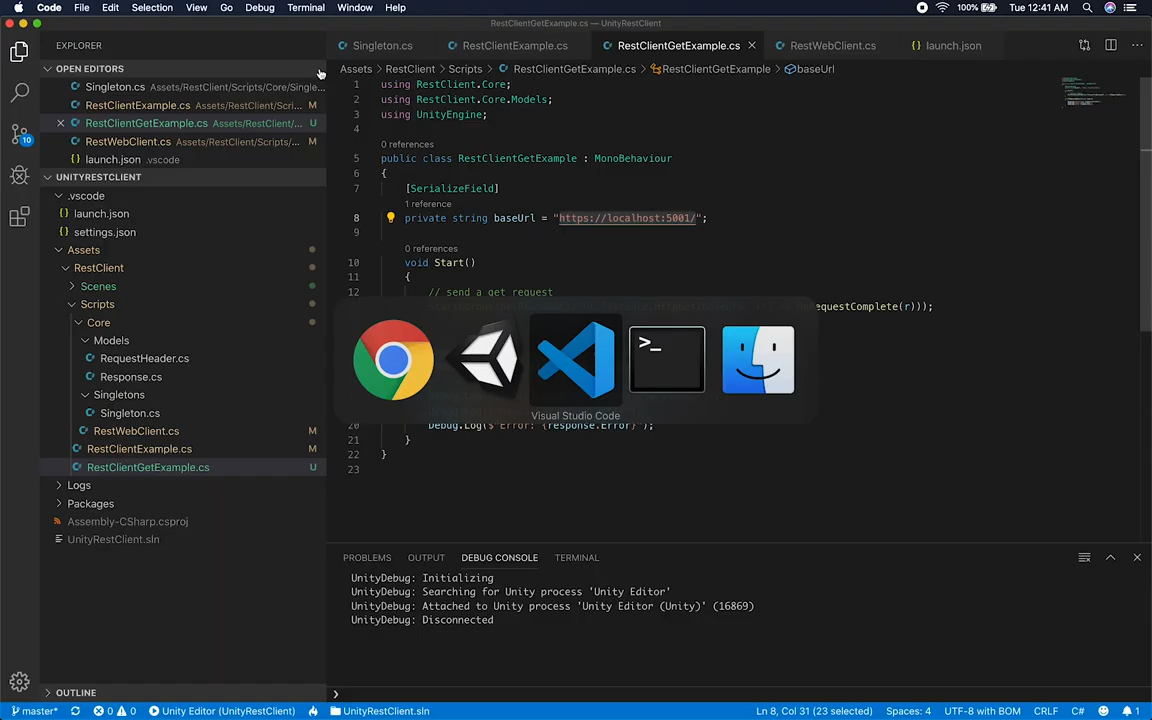 Code File Edit Selection View Go Debug Terminal Window Help 100% Tue 12:41 AM
RestClientGetExample.cs — UnityRestClient
EXPLORER
OPEN EDITORS
Singleton.cs Assets/RestClient/Scripts/Core/Single...
RestClientExample.cs Assets/RestClient/Scri... M
RestClientGetExample.cs Assets/RestClient/... U
RestWebClient.cs Assets/RestClient/Scripts/... M
launch.json .vscode
UNITYRESTCLIENT
.vscode
launch.json
settings.json
Assets
RestClient
Scenes
Scripts
Core
Models
RequestHeader.cs
Response.cs
Singletons
Singleton.cs
RestWebClient.cs M
RestClientExample.cs M
RestClientGetExample.cs U
Logs
Packages
Assembly-CSharp.csproj
UnityRestClient.sln
OUTLINE
10
Singleton.cs RestClientExample.cs RestClientGetExample.cs RestWebClient.cs launch.json
Assets > RestClient > Scripts > RestClientGetExample.cs > RestClientGetExample > baseUrl
1 using RestClient.Core;
2 using RestClient.Core.Models;
3 using UnityEngine;
4
0 references
5 public class RestClientGetExample : MonoBehaviour
6 {
7 [SerializeField]
1 reference
8 private string baseUrl = "https://localhost:5001/";
9
0 references
10 void Start()
11 {
12 // send a get request
equestComplete(r)));
Visual Studio Code
20 Debug.Log($"Error: {response.Error}");
21 }
22 }
23
PROBLEMS OUTPUT DEBUG CONSOLE TERMINAL
UnityDebug: Initializing
UnityDebug: Searching for Unity process 'Unity Editor'
UnityDebug: Attached to Unity process 'Unity Editor (Unity)' (16869)
UnityDebug: Disconnected
master* 0 0 Unity Editor (UnityRestClient) UnityRestClient.sln Ln 8, Col 31 (23 selected) Spaces: 4 UTF-8 with BOM CRLF C# 1